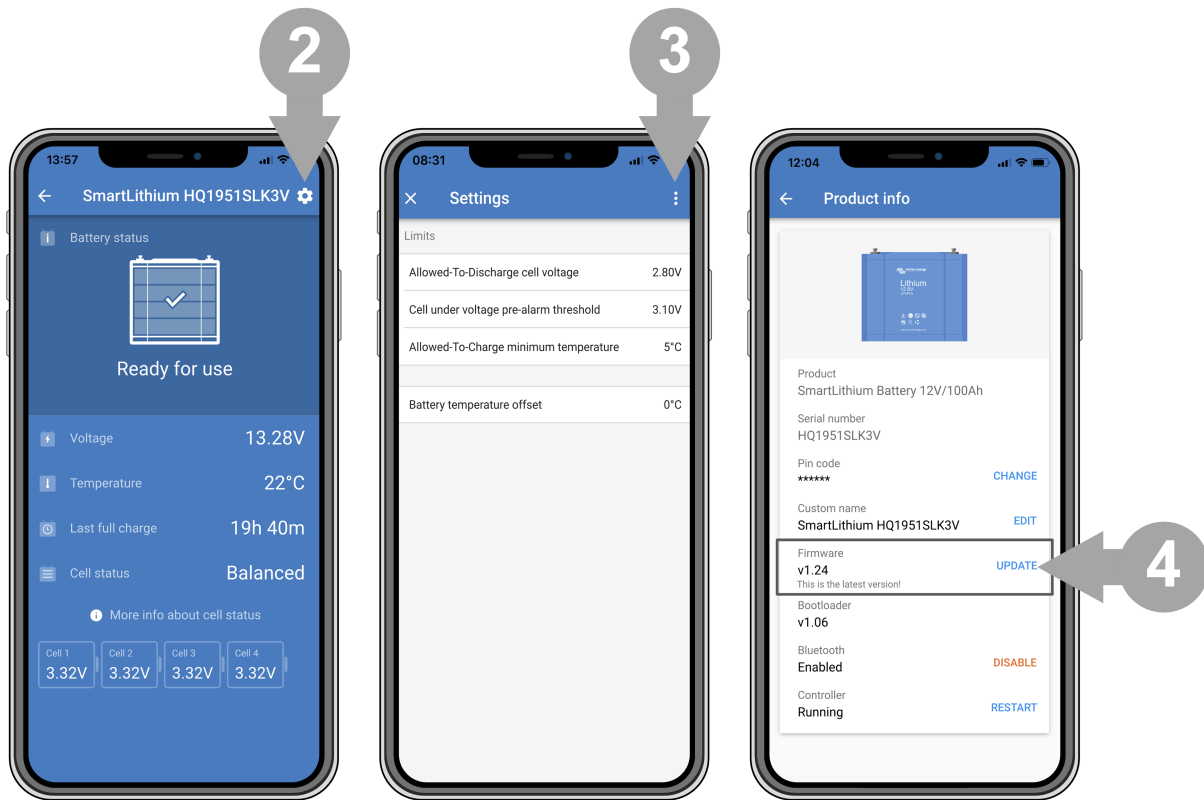 2
3
4
13:57
SmartLithium HQ1951SLK3V
Battery status
Ready for use
Voltage 13.28V
Temperature 22°C
Last full charge 19h 40m
Cell status Balanced
More info about cell status
Cell 1 Cell 2 Cell 3 Cell 4
3.32V 3.32V 3.32V 3.32V
08:31
Settings
Limits
Allowed-To-Discharge cell voltage 2.80V
Cell under voltage pre-alarm threshold 3.10V
Allowed-To-Charge minimum temperature 5°C
Battery temperature offset 0°C
12:04
Product info
Lithium
12.8V
Product
SmartLithium Battery 12V/100Ah
Serial number
HQ1951SLK3V
Pin code
****** CHANGE
Custom name
SmartLithium HQ1951SLK3V EDIT
Firmware
v1.24 UPDATE
This is the latest version!
Bootloader
v1.06
Bluetooth
Enabled DISABLE
Controller
Running RESTART